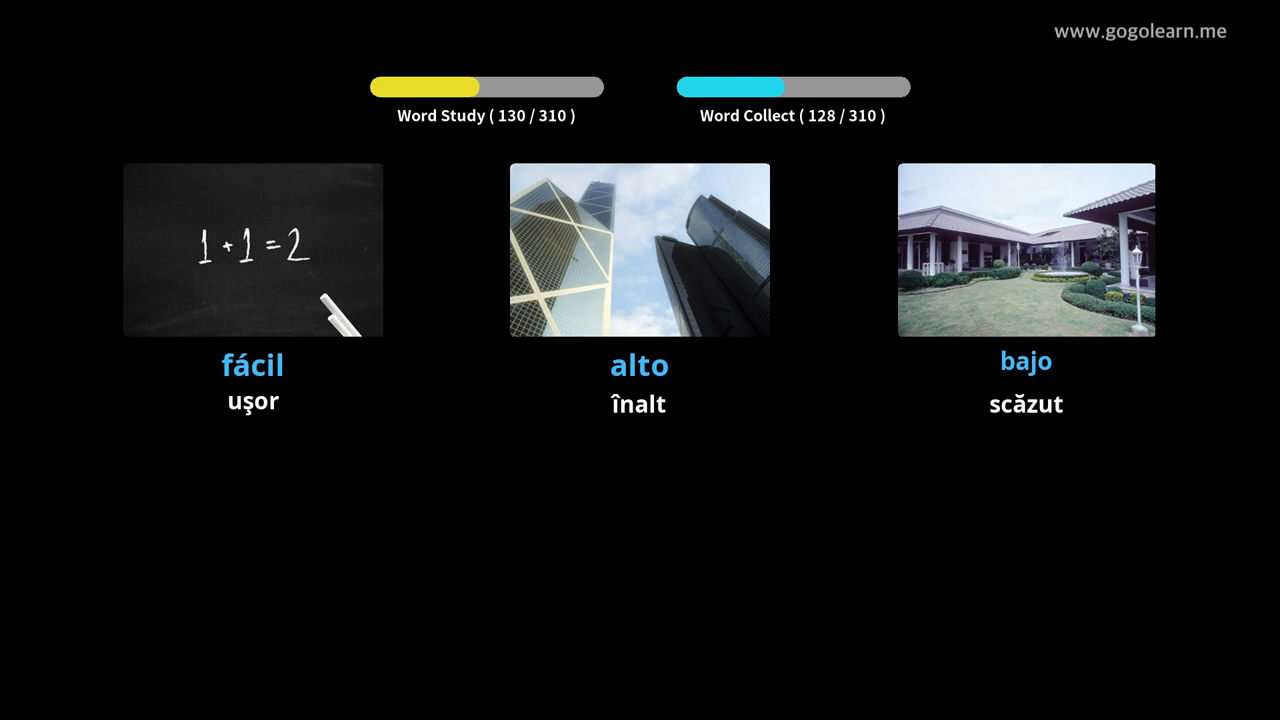 www.gogolearn.me
Word Study ( 130 / 310 )
Word Collect ( 128 / 310 )
1 + 1 = 2
fácil
alto
bajo
uşor
înalt
scăzut